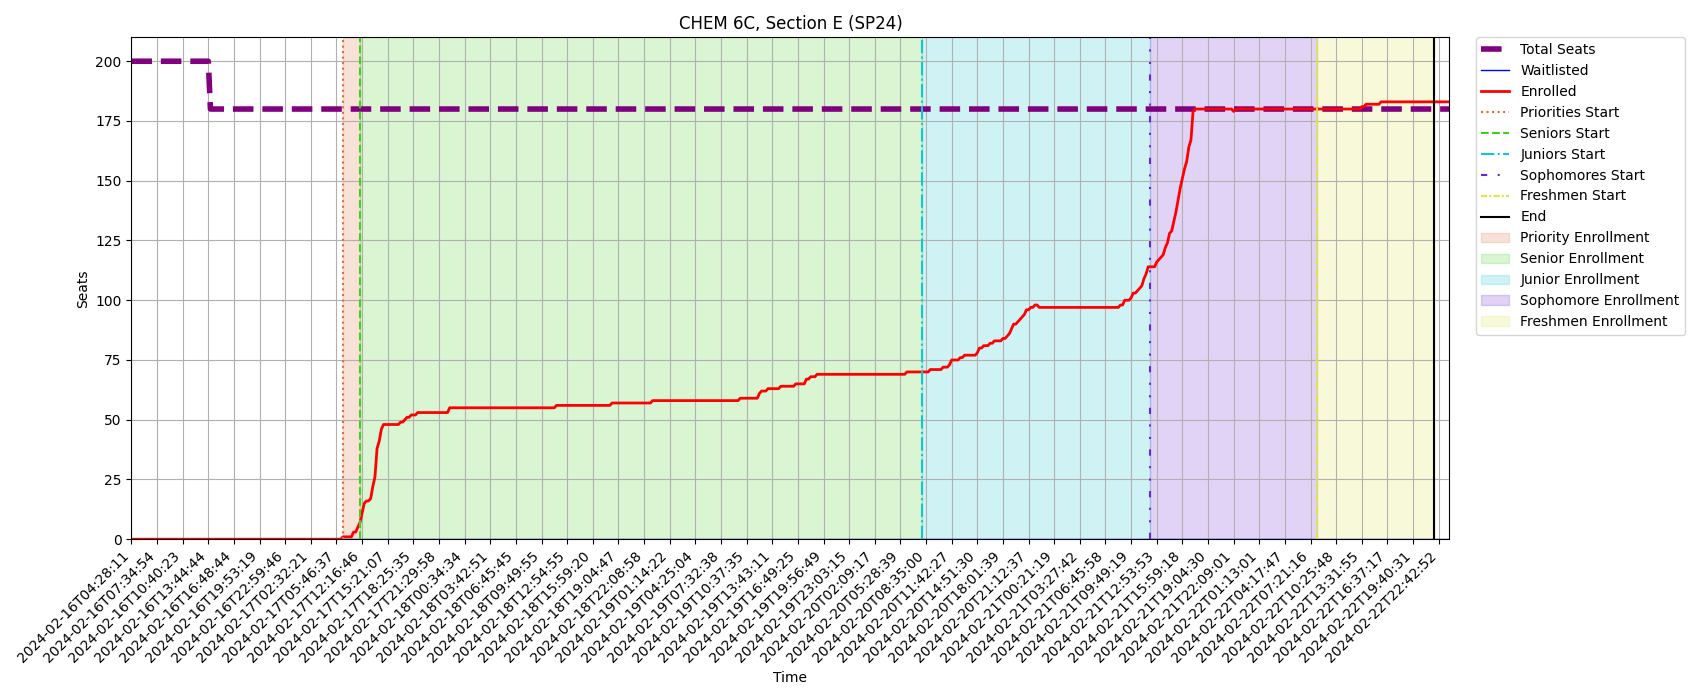 CHEM 6C, Section E (SP24)
Seats
200
175
150
125
100
75
50
25
0
2024-02-16T04:28:11
2024-02-16T07:34:54
2024-02-16T10:40:23
2024-02-16T13:44:44
2024-02-16T16:48:44
2024-02-16T19:53:19
2024-02-16T22:59:46
2024-02-17T02:32:21
2024-02-17T05:46:37
2024-02-17T12:16:46
2024-02-17T15:21:07
2024-02-17T18:25:35
2024-02-17T21:29:58
2024-02-18T00:34:34
2024-02-18T03:42:51
2024-02-18T06:45:45
2024-02-18T09:49:55
2024-02-18T12:54:55
2024-02-18T15:59:20
2024-02-18T19:04:47
2024-02-18T22:08:58
2024-02-19T01:14:22
2024-02-19T04:25:04
2024-02-19T07:32:38
2024-02-19T10:37:35
2024-02-19T13:43:11
2024-02-19T16:49:25
2024-02-19T19:56:49
2024-02-19T23:03:15
2024-02-20T02:09:17
2024-02-20T05:28:39
2024-02-20T08:35:00
2024-02-20T11:42:27
2024-02-20T14:51:30
2024-02-20T18:01:39
2024-02-20T21:12:37
2024-02-21T00:21:19
2024-02-21T03:27:42
2024-02-21T06:45:58
2024-02-21T09:49:19
2024-02-21T12:53:53
2024-02-21T15:59:18
2024-02-21T19:04:30
2024-02-21T22:09:01
2024-02-22T01:13:01
2024-02-22T04:17:47
2024-02-22T07:21:16
2024-02-22T10:25:48
2024-02-22T13:31:55
2024-02-22T16:37:17
2024-02-22T19:40:31
2024-02-22T22:42:52
Time
Total Seats
Waitlisted
Enrolled
Priorities Start
Seniors Start
Juniors Start
Sophomores Start
Freshmen Start
End
Priority Enrollment
Senior Enrollment
Junior Enrollment
Sophomore Enrollment
Freshmen Enrollment